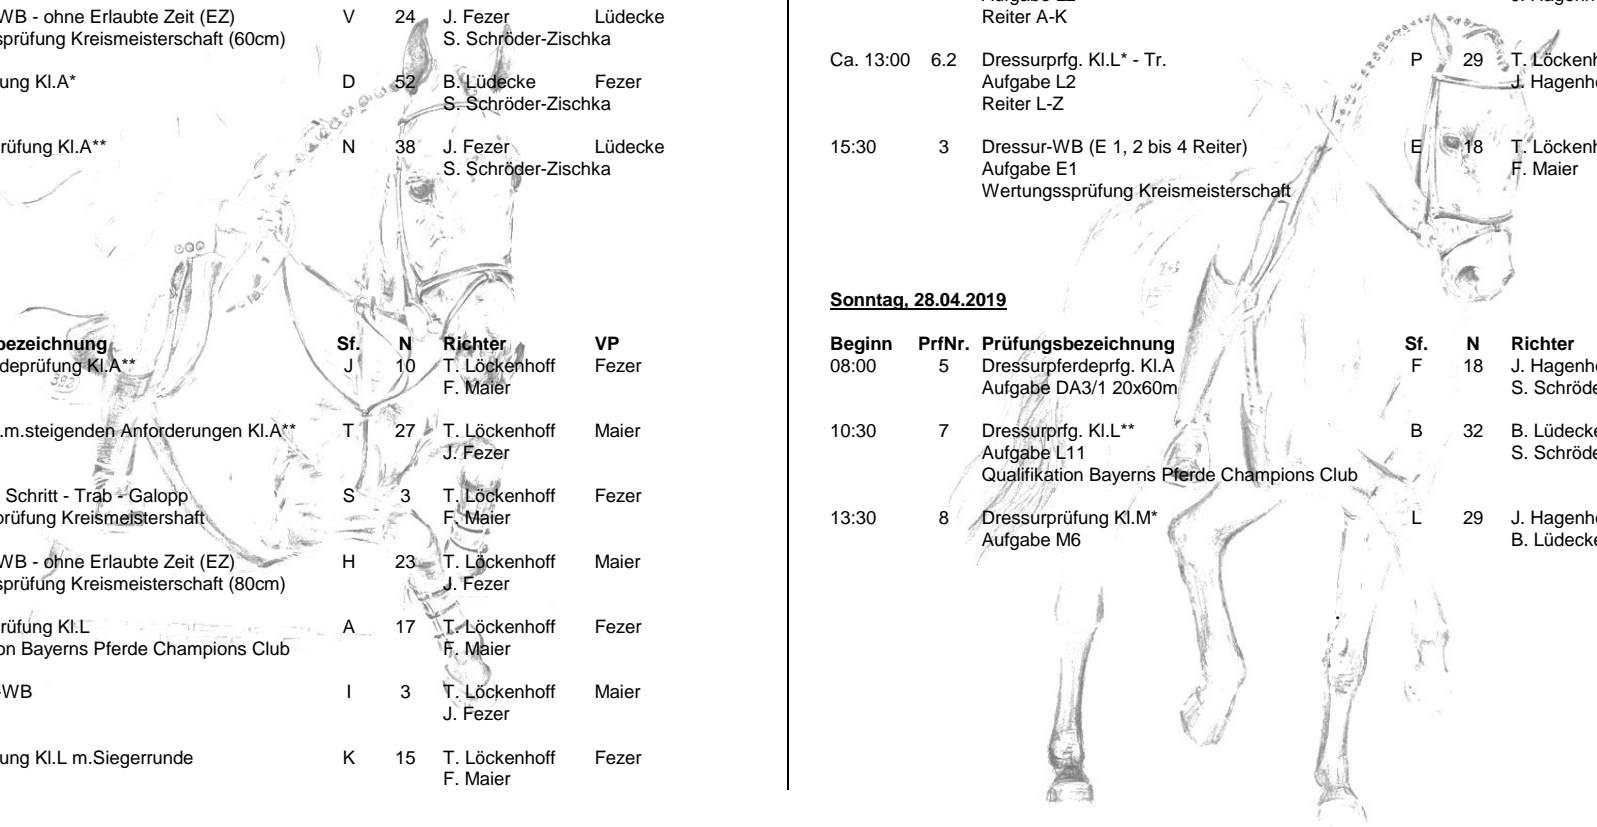 WB - ohne Erlaubte Zeit (EZ) V 24 J. Fezer Lüdecke
sprüfung Kreismeisterschaft (60cm) S. Schröder-Zischka
ung Kl.A* D 52 B. Lüdecke Fezer
S. Schröder-Zischka
rüfung Kl.A** N 38 J. Fezer Lüdecke
S. Schröder-Zischka
bezeichnung Sf. N Richter VP
deprüfung Kl.A** J 10 T. Löckenhoff Fezer
F. Maier
.m.steigenden Anforderungen Kl.A** T 27 T. Löckenhoff Maier
J. Fezer
Schritt - Trab - Galopp S 3 T. Löckenhoff Fezer
prüfung Kreismeistershaft F. Maier
WB - ohne Erlaubte Zeit (EZ) H 23 T. Löckenhoff Maier
sprüfung Kreismeisterschaft (80cm) J. Fezer
rüfung Kl.L A 17 T. Löckenhoff Fezer
on Bayerns Pferde Champions Club F. Maier
-WB I 3 T. Löckenhoff Maier
J. Fezer
ung Kl.L m.Siegerrunde K 15 T. Löckenhoff Fezer
F. Maier
Reiter A-K
Ca. 13:00 6.2 Dressurprfg. Kl.L* - Tr. P 29 T. Löckenh
Aufgabe L2 J. Hagenho
Reiter L-Z
15:30 3 Dressur-WB (E 1, 2 bis 4 Reiter) E 18 T. Löckenh
Aufgabe E1 F. Maier
Wertungssprüfung Kreismeisterschaft
Sonntag, 28.04.2019
Beginn PrfNr. Prüfungsbezeichnung Sf. N Richter
08:00 5 Dressurpferdeprfg. Kl.A F 18 J. Hagenho
Aufgabe DA3/1 20x60m S. Schröde
10:30 7 Dressurprfg. Kl.L** B 32 B. Lüdecke
Aufgabe L11 S. Schröde
Qualifikation Bayerns Pferde Champions Club
13:30 8 Dressurprüfung Kl.M* L 29 J. Hagenho
Aufgabe M6 B. Lüdecke